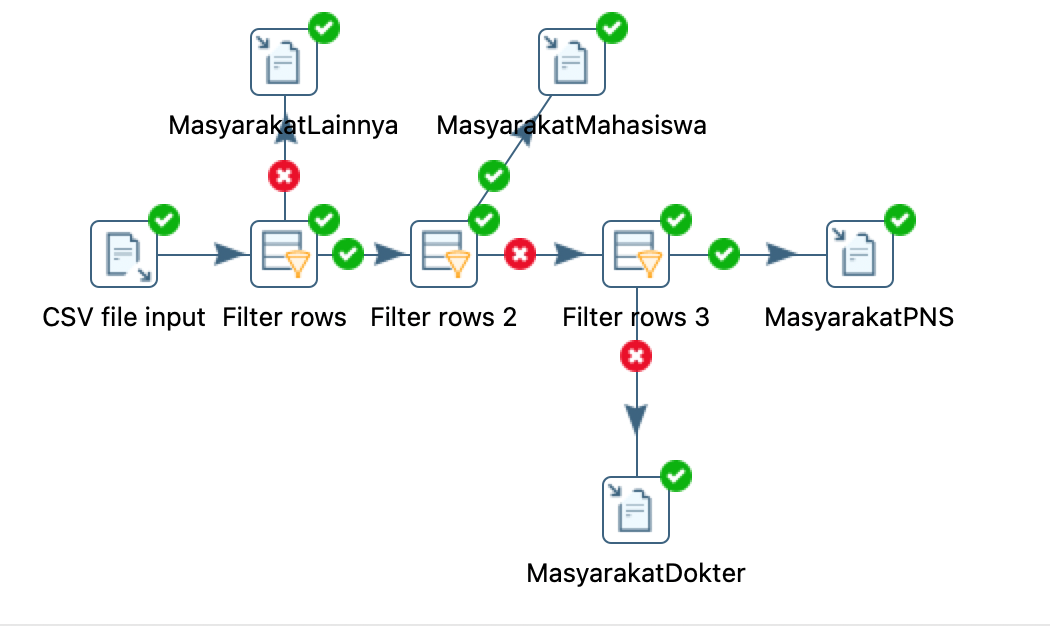 MasyarakatLainnya
MasyarakatMahasiswa
CSV file input
Filter rows
Filter rows 2
Filter rows 3
MasyarakatPNS
MasyarakatDokter